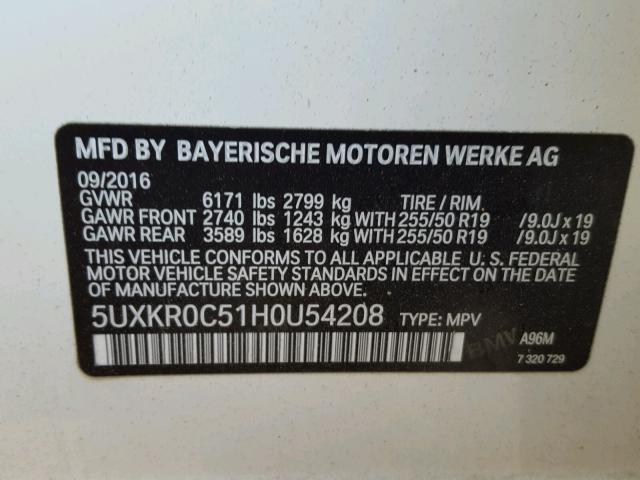 MFD BY BAYERISCHE MOTOREN WERKE AG
09/2016
GVWR 6171 lbs 2799 kg TIRE / RIM.
GAWR FRONT 2740 lbs 1243 kg WITH 255/50 R19 /9.0J x 19
GAWR REAR 3589 lbs 1628 kg WITH 255/50 R19 /9.0J x 19
THIS VEHICLE CONFORMS TO ALL APPLICABLE U. S. FEDERAL
MOTOR VEHICLE SAFETY STANDARDS IN EFFECT ON THE DATE
OF MANUFACTURE SHOWN ABOVE.
5UXKR0C51H0U54208 TYPE: MPV
BMW A96M
7 320 729